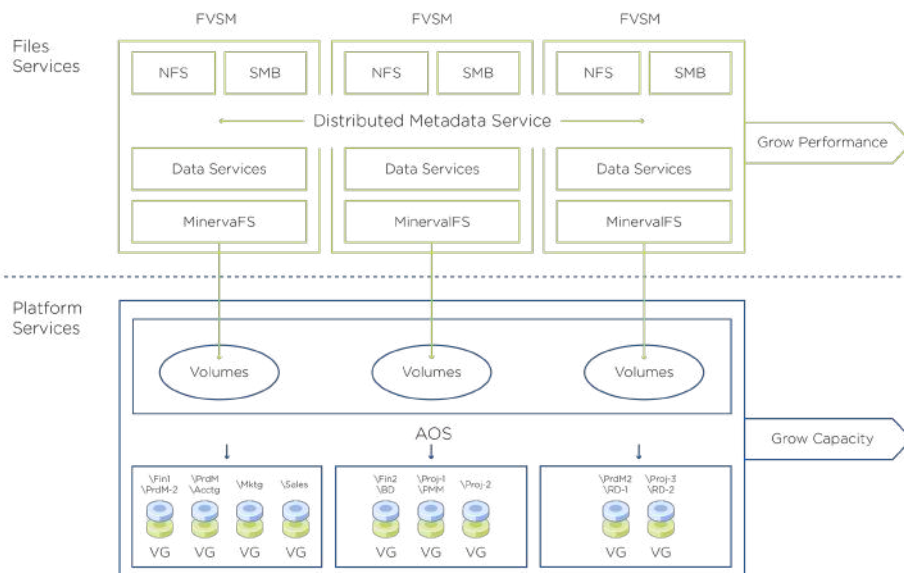 FVSM FVSM FVSM
Files
Services
NFS SMB NFS SMB NFS SMB
Distributed Metadata Service
Grow Performance
Data Services Data Services Data Services
MinervaFS MinervalFS MinervalFS
Platform
Services
Volumes Volumes Volumes
AOS
Grow Capacity
\Fin1 \PrdM \Mktg \Sales \Fin2 \Proj-1 \Proj-2 \PrdM2 \Proj-3
\PrdM-2 \Acctg \BD \PMM \RD-1 \RD-2
VG VG VG VG VG VG VG VG VG